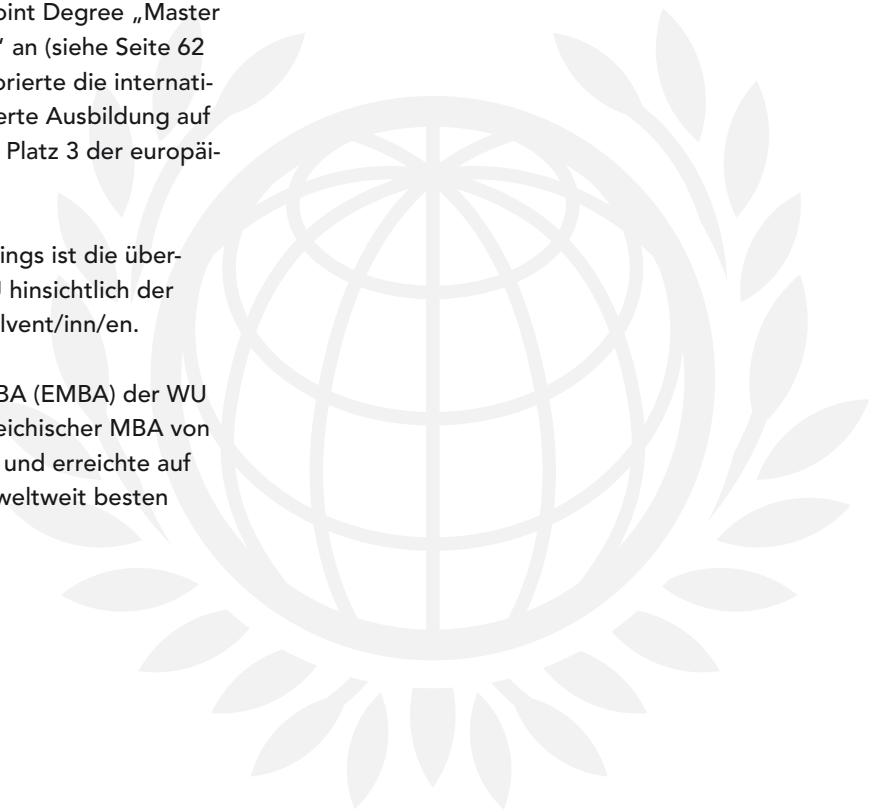 oint Degree „Master
" an (siehe Seite 62
orierte die internati-
erte Ausbildung auf
Platz 3 der europäi-
ings ist die über-
hinsichtlich der
lvent/inn/en.
BA (EMBA) der WU
eichischer MBA von
und erreichte auf
weltweit besten